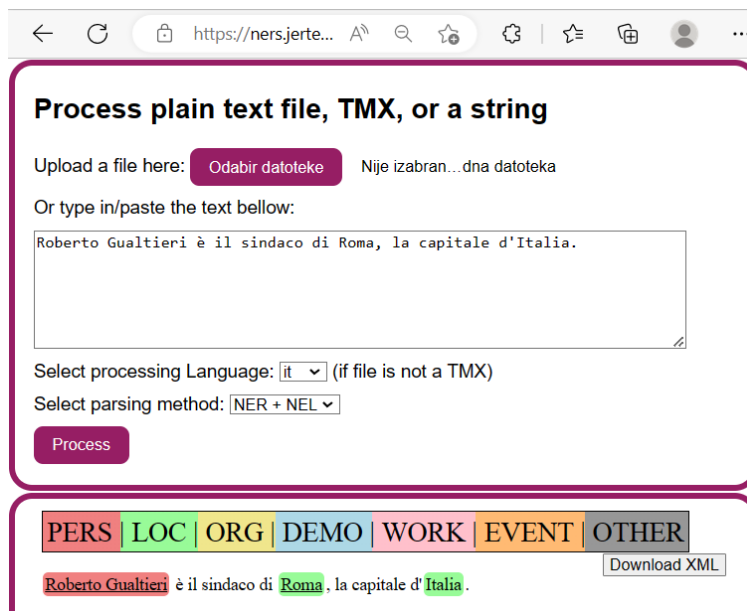 https://ners.jerte...
Process plain text file, TMX, or a string
Upload a file here: Odabir datoteke Nije izabran...dna datoteka
Or type in/paste the text bellow:
Roberto Gualtieri è il sindaco di Roma, la capitale d'Italia.
Select processing Language: it (if file is not a TMX)
Select parsing method: NER + NEL
Process
PERS | LOC | ORG | DEMO | WORK | EVENT | OTHER
Download XML
Roberto Gualtieri è il sindaco di Roma, la capitale d'Italia.